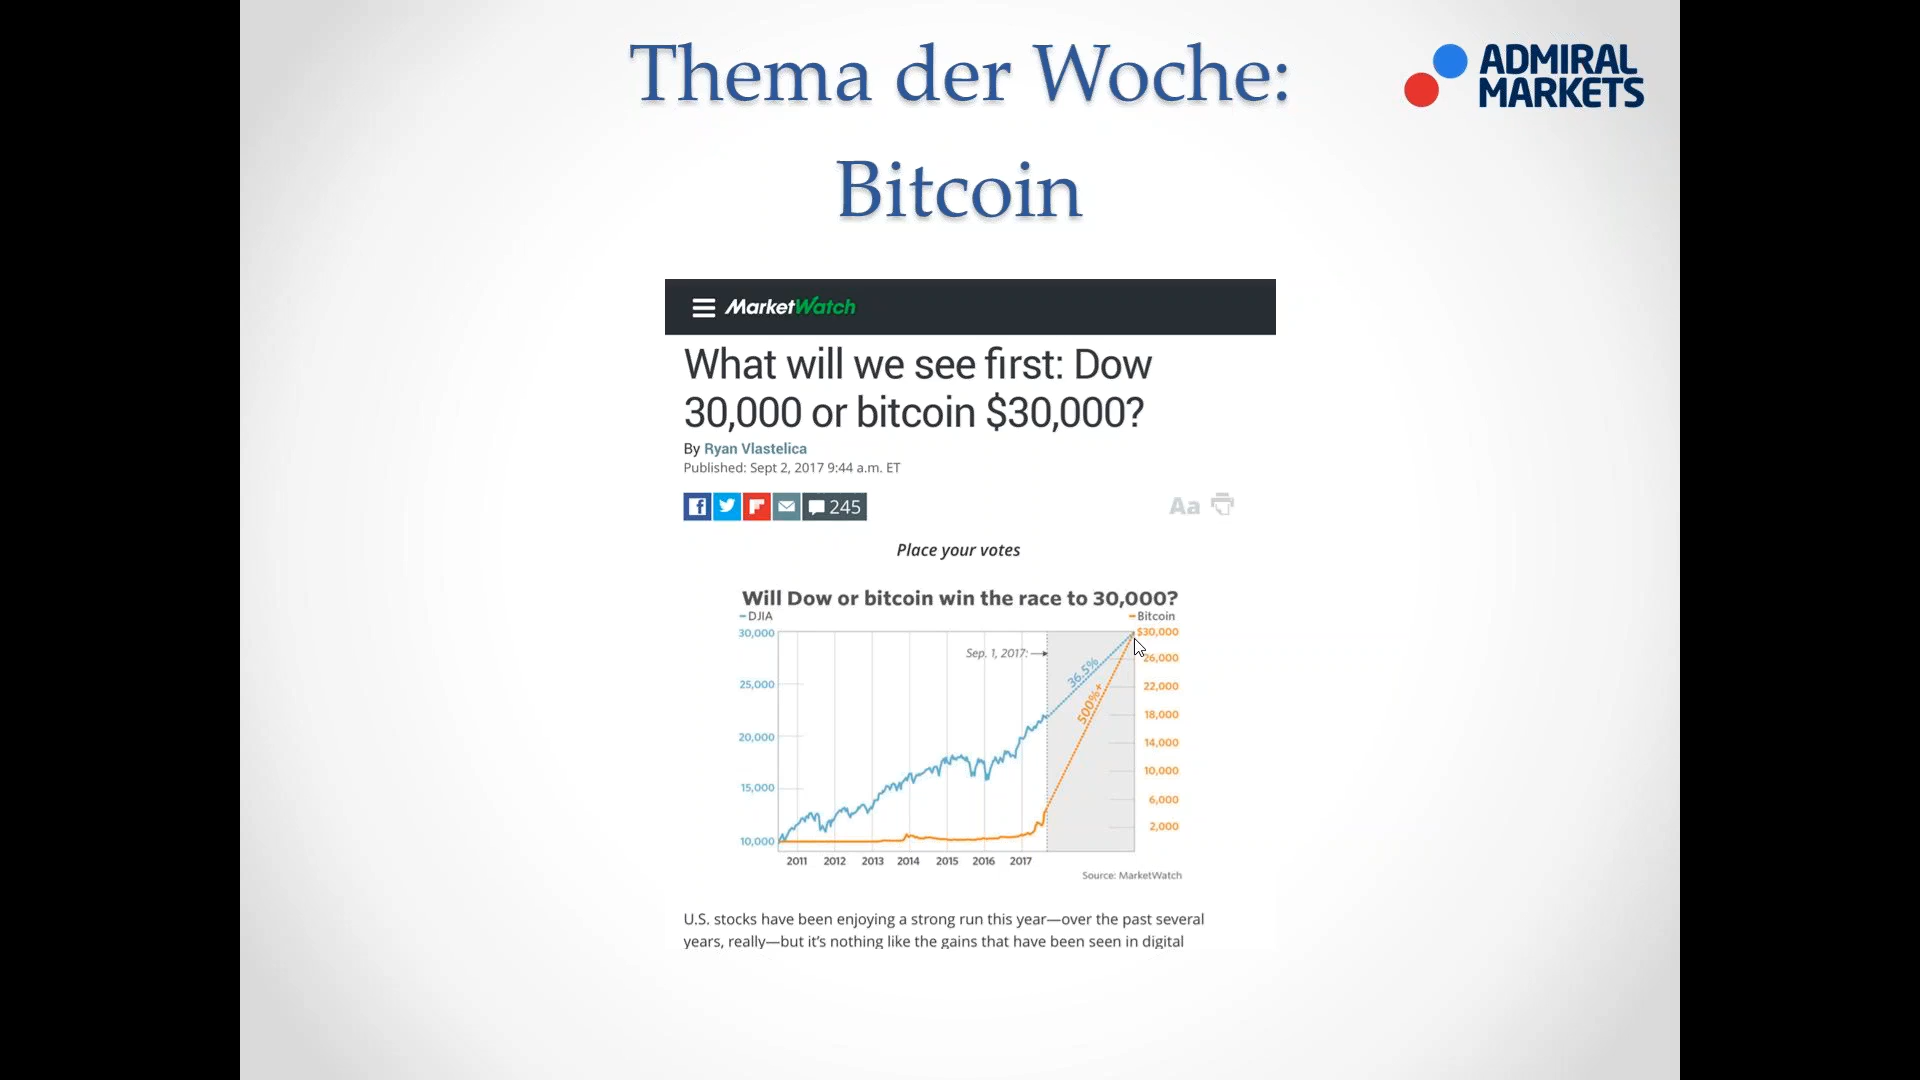 Thema der Woche:
Bitcoin
ADMIRAL
MARKETS
MarketWatch
What will we see first: Dow
30,000 or bitcoin $30,000?
By Ryan Vlastelica
Published: Sept 2, 2017 9:44 a.m. ET
245
Aa
Place your votes
Will Dow or bitcoin win the race to 30,000?
DJIA
Bitcoin
30,000
25,000
20,000
15,000
10,000
Sep. 1, 2017:
36.5%
500%+
$30,000
26,000
22,000
18,000
14,000
10,000
6,000
2,000
2011 2012 2013 2014 2015 2016 2017
Source: MarketWatch
U.S. stocks have been enjoying a strong run this year—over the past several
years, really—but it’s nothing like the gains that have been seen in digital